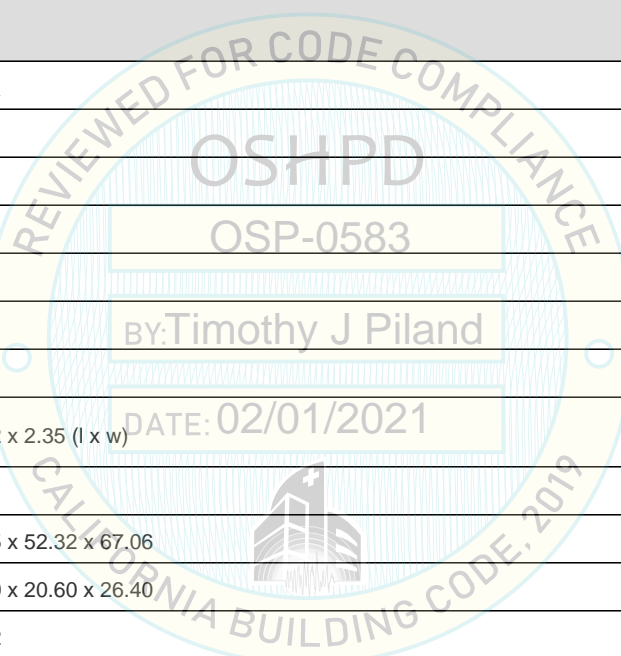 REVIEWED FOR CODE COMPLIANCE
OSHPD
OSP-0583
BY:Timothy J Piland
DATE: 02/01/2021
x 2.35 (l x w)
x 52.32 x 67.06
x 20.60 x 26.40
CALIFORNIA BUILDING CODE, 2019